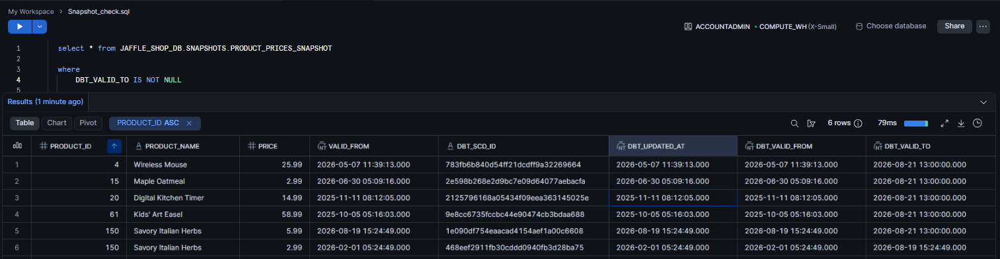 My Workspace > Snapshot_check.sql
ACCOUNTADMIN • COMPUTE_WH (X-Small) Choose database Share ...
1 select * from JAFFLE_SHOP_DB.SNAPSHOTS.PRODUCT_PRICES_SNAPSHOT
2
3 where
4 DBT_VALID_TO IS NOT NULL
5
Results (1 minute ago)
Table Chart Pivot PRODUCT_ID ASC × 6 rows 79ms
PRODUCT_ID ↑ PRODUCT_NAME PRICE VALID_FROM DBT_SCD_ID DBT_UPDATED_AT DBT_VALID_FROM DBT_VALID_TO
1 4 Wireless Mouse 25.99 2026-05-07 11:39:13.000 783fb6b840d54ff21dcdff9a32269664 2026-05-07 11:39:13.000 2026-05-07 11:39:13.000 2026-08-21 13:00:00.000
2 15 Maple Oatmeal 2.99 2026-06-30 05:09:16.000 2e598b268e2d9bc7e09d64077aebacfa 2026-06-30 05:09:16.000 2026-06-30 05:09:16.000 2026-08-21 13:00:00.000
3 20 Digital Kitchen Timer 14.99 2025-11-11 08:12:05.000 2125796168a05434f09eea363145025e 2025-11-11 08:12:05.000 2025-11-11 08:12:05.000 2026-08-21 13:00:00.000
4 61 Kids' Art Easel 58.99 2025-10-05 05:16:03.000 9e8cc6735fccbc44e90474cb3bdaa688 2025-10-05 05:16:03.000 2025-10-05 05:16:03.000 2026-08-21 13:00:00.000
5 150 Savory Italian Herbs 5.99 2026-08-19 15:24:49.000 1e090df754eaacad4154aef1a00c6608 2026-08-19 15:24:49.000 2026-08-19 15:24:49.000 2026-08-21 13:00:00.000
6 150 Savory Italian Herbs 2.99 2026-02-01 05:24:49.000 468eef2911fb30cddd0940fb3d28ba75 2026-02-01 05:24:49.000 2026-02-01 05:24:49.000 2026-08-19 15:24:49.000